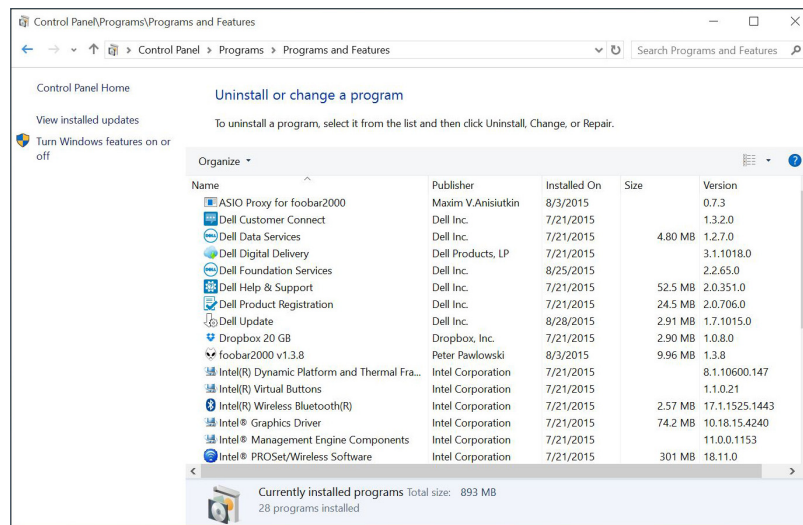 Control Panel\Programs\Programs and Features
Control Panel > Programs > Programs and Features
Search Programs and Features
Control Panel Home
View installed updates
Turn Windows features on or
off
Uninstall or change a program
To uninstall a program, select it from the list and then click Uninstall, Change, or Repair.
Organize
Name Publisher Installed On Size Version
ASIO Proxy for foobar2000 Maxim V.Anisiutkin 8/3/2015 0.7.3
Dell Customer Connect Dell Inc. 7/21/2015 1.3.2.0
Dell Data Services Dell Inc. 7/21/2015 4.80 MB 1.2.7.0
Dell Digital Delivery Dell Products, LP 7/21/2015 3.1.1018.0
Dell Foundation Services Dell Inc. 8/25/2015 2.2.65.0
Dell Help & Support Dell Inc. 7/21/2015 52.5 MB 2.0.351.0
Dell Product Registration Dell Inc. 7/21/2015 24.5 MB 2.0.706.0
Dell Update Dell Inc. 8/28/2015 2.91 MB 1.7.1015.0
Dropbox 20 GB Dropbox, Inc. 7/21/2015 2.90 MB 1.0.8.0
foobar2000 v1.3.8 Peter Pawlowski 8/3/2015 9.96 MB 1.3.8
Intel(R) Dynamic Platform and Thermal Fra... Intel Corporation 7/21/2015 8.1.10600.147
Intel(R) Virtual Buttons Intel Corporation 7/21/2015 1.1.0.21
Intel(R) Wireless Bluetooth(R) Intel Corporation 7/21/2015 2.57 MB 17.1.1525.1443
Intel® Graphics Driver Intel Corporation 7/21/2015 74.2 MB 10.18.15.4240
Intel® Management Engine Components Intel Corporation 7/21/2015 11.0.0.1153
Intel® PROSet/Wireless Software Intel Corporation 7/21/2015 301 MB 18.11.0
Currently installed programs Total size: 893 MB
28 programs installed